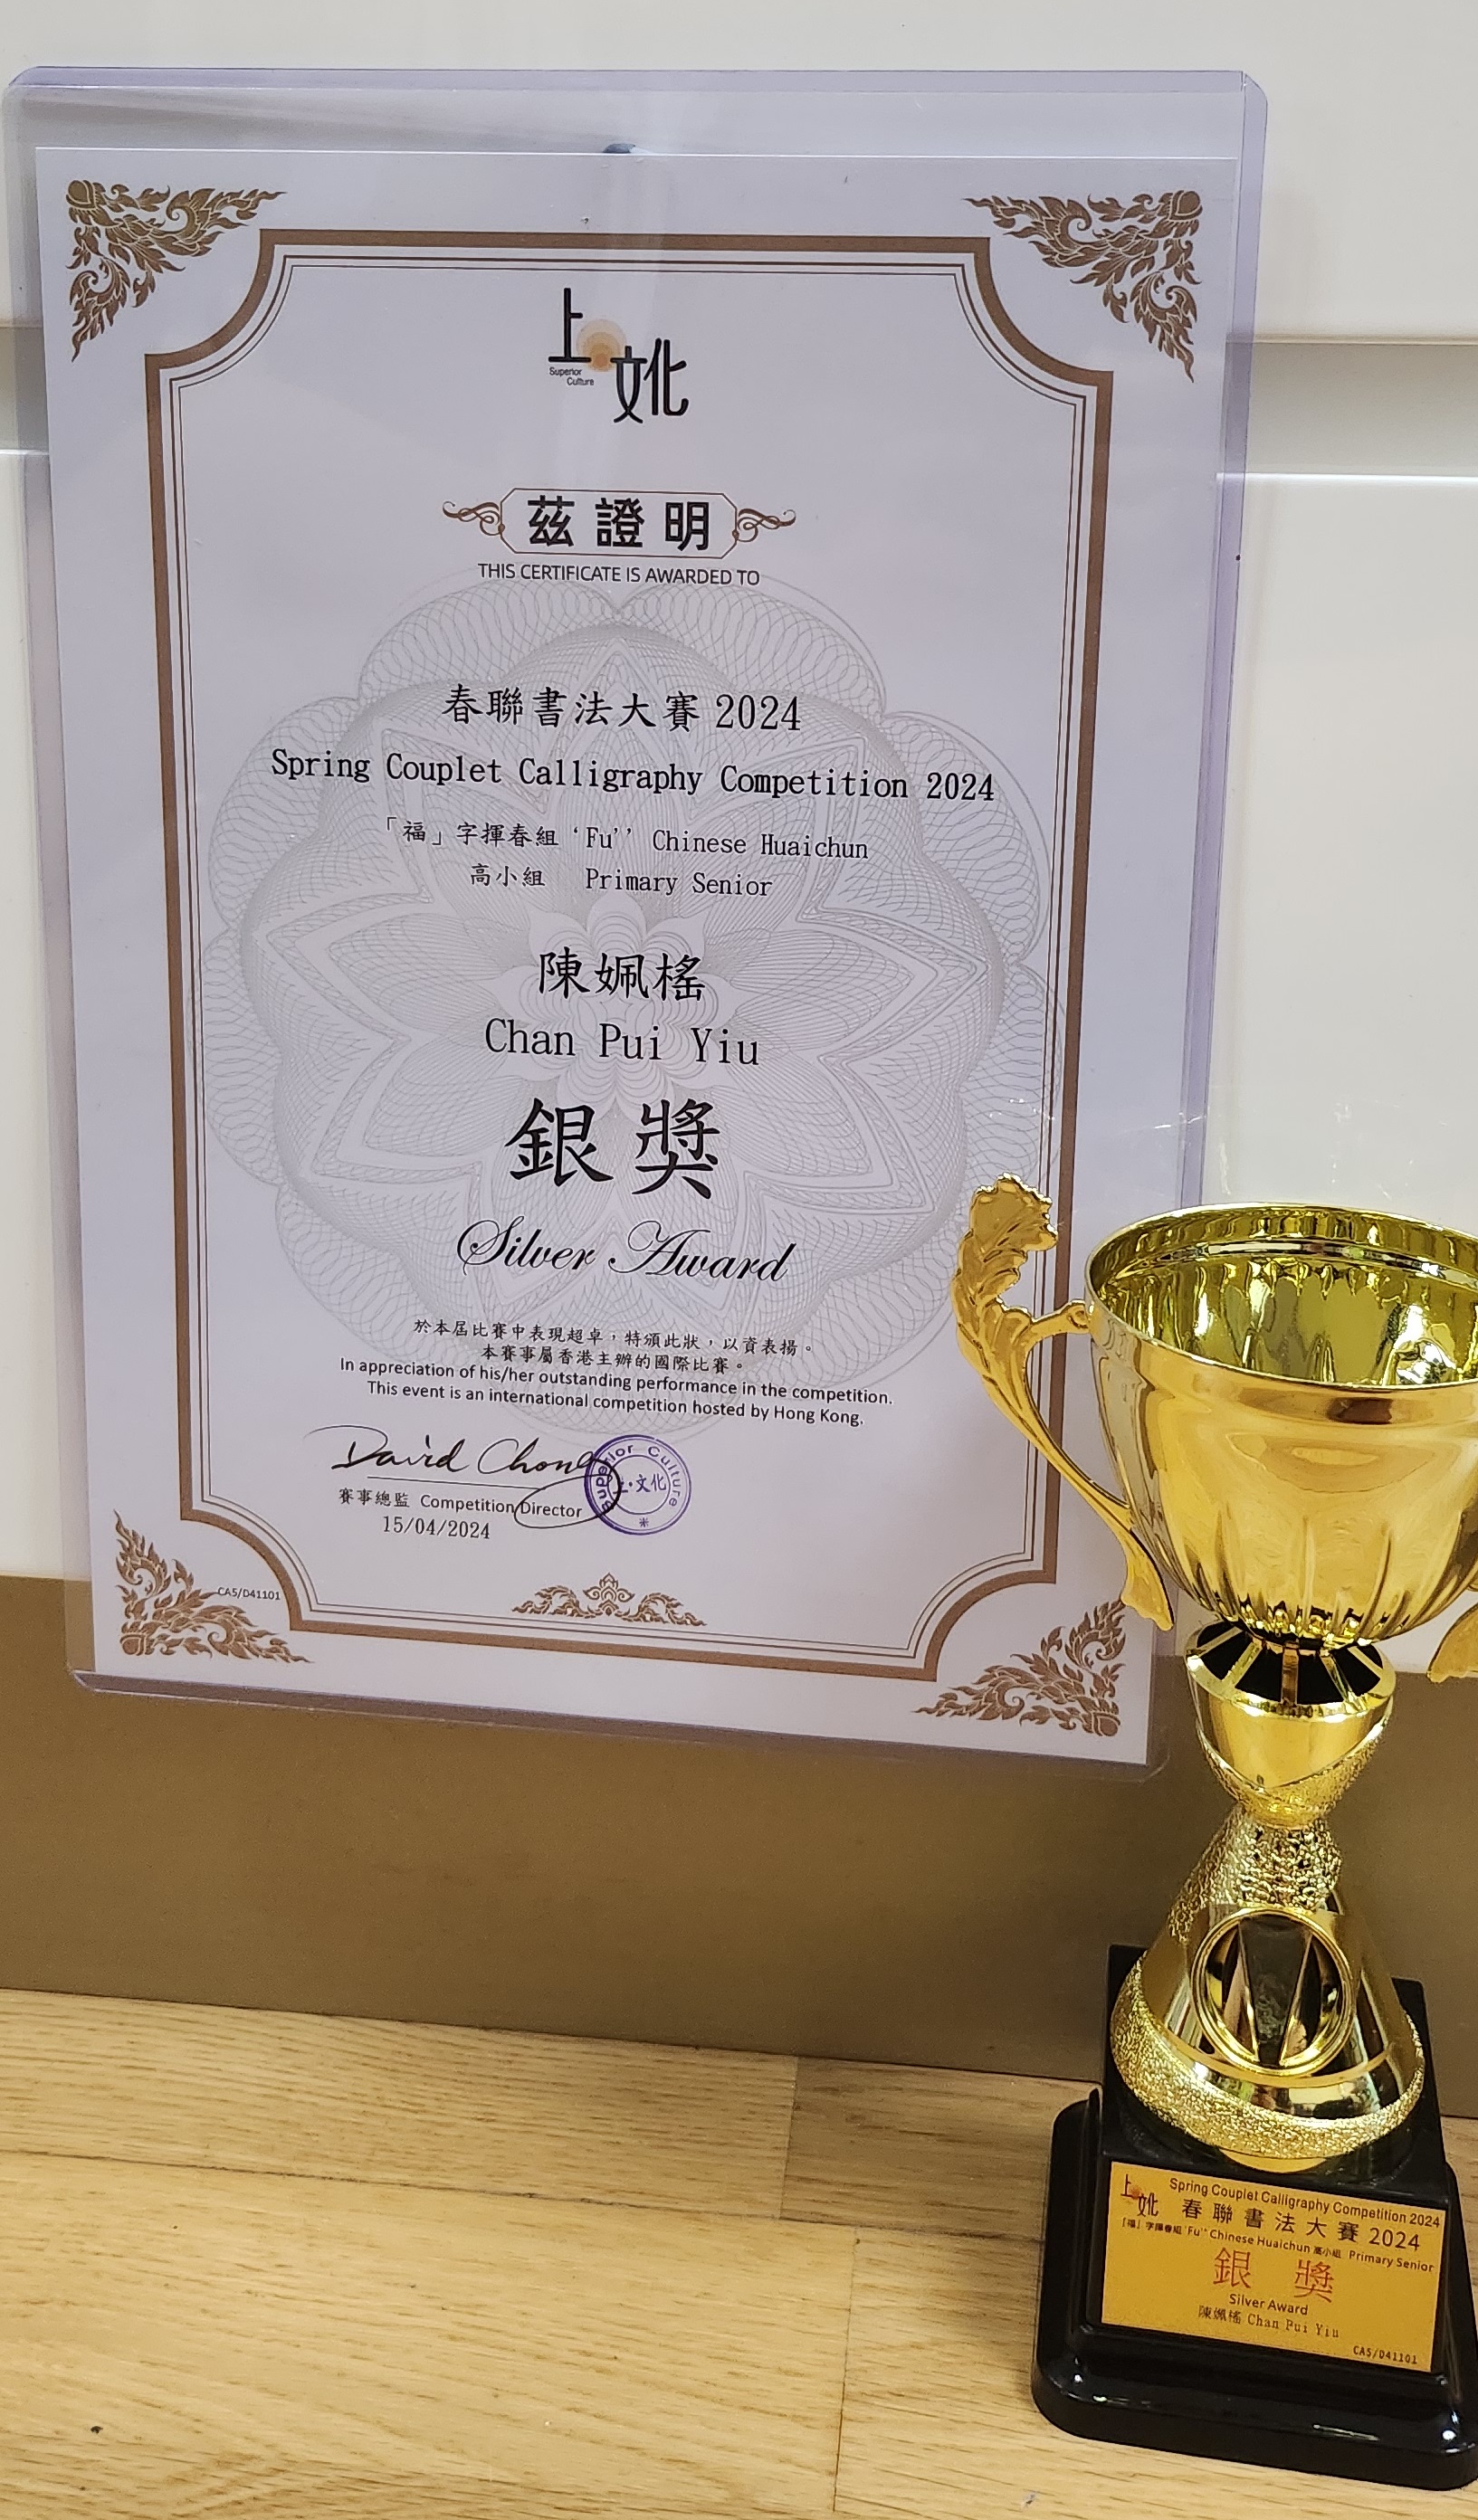 上文化
Superior
Culture
茲證明
THIS CERTIFICATE IS AWARDED TO
春聯書法大賽 2024
Spring Couplet Calligraphy Competition 2024
「福」字揮春組 ‘Fu’’ Chinese Huaichun
高小組 Primary Senior
陳姵榣
Chan Pui Yiu
銀獎
Silver Award
於本屆比賽中表現超卓，特頒此狀，以資表揚。
本賽事屬香港主辦的國際比賽。
In appreciation of his/her outstanding performance in the competition.
This event is an international competition hosted by Hong Kong.
David Chong
Superior Culture
上·文化
賽事總監 Competition Director
15/04/2024
CA5/D41101
上文化
Spring Couplet Calligraphy Competition 2024
春聯書法大賽 2024
「福」字揮春組 ‘Fu’’ Chinese Huaichun 高小組 Primary Senior
銀獎
Silver Award
陳姵榣 Chan Pui Yiu
CA5/D41101